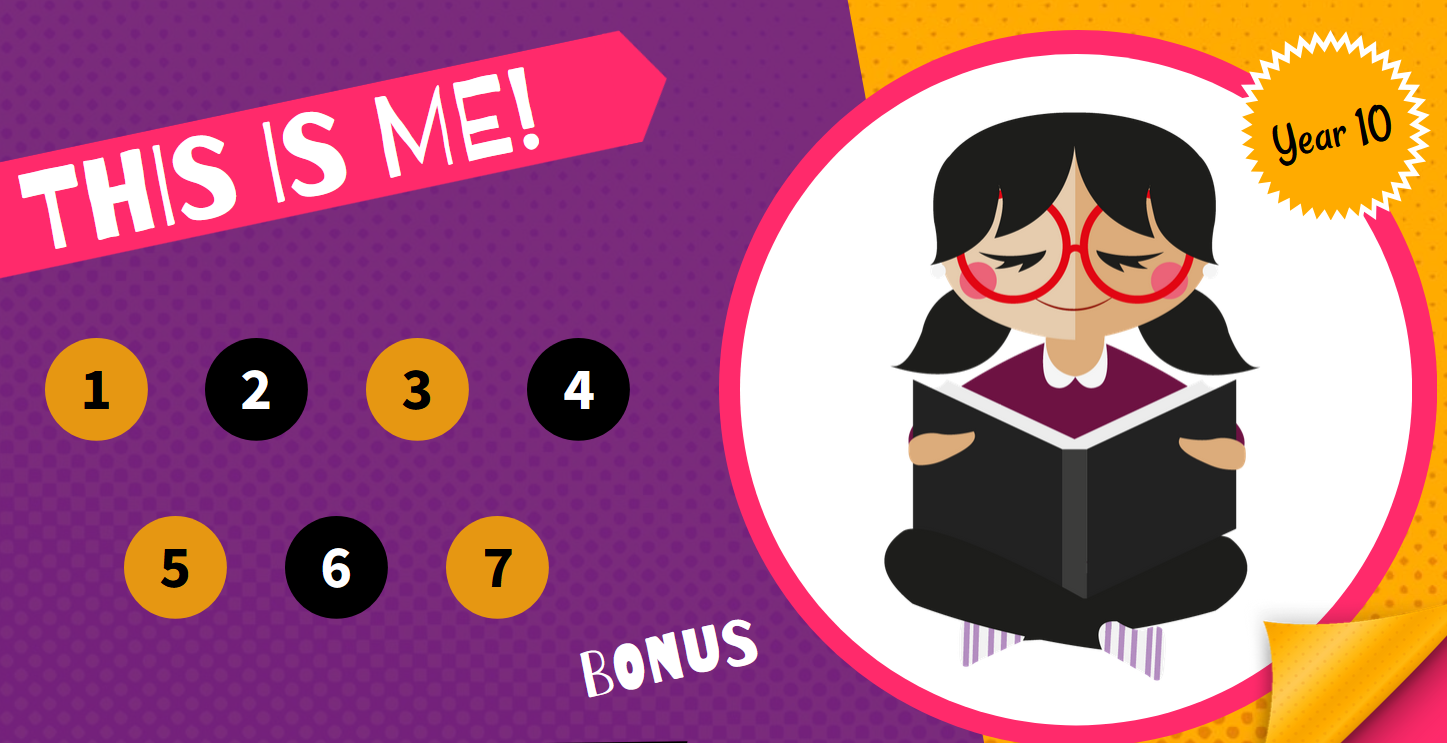 THIS IS ME!
Year 10
1 2 3 4
5 6 7
BONUS